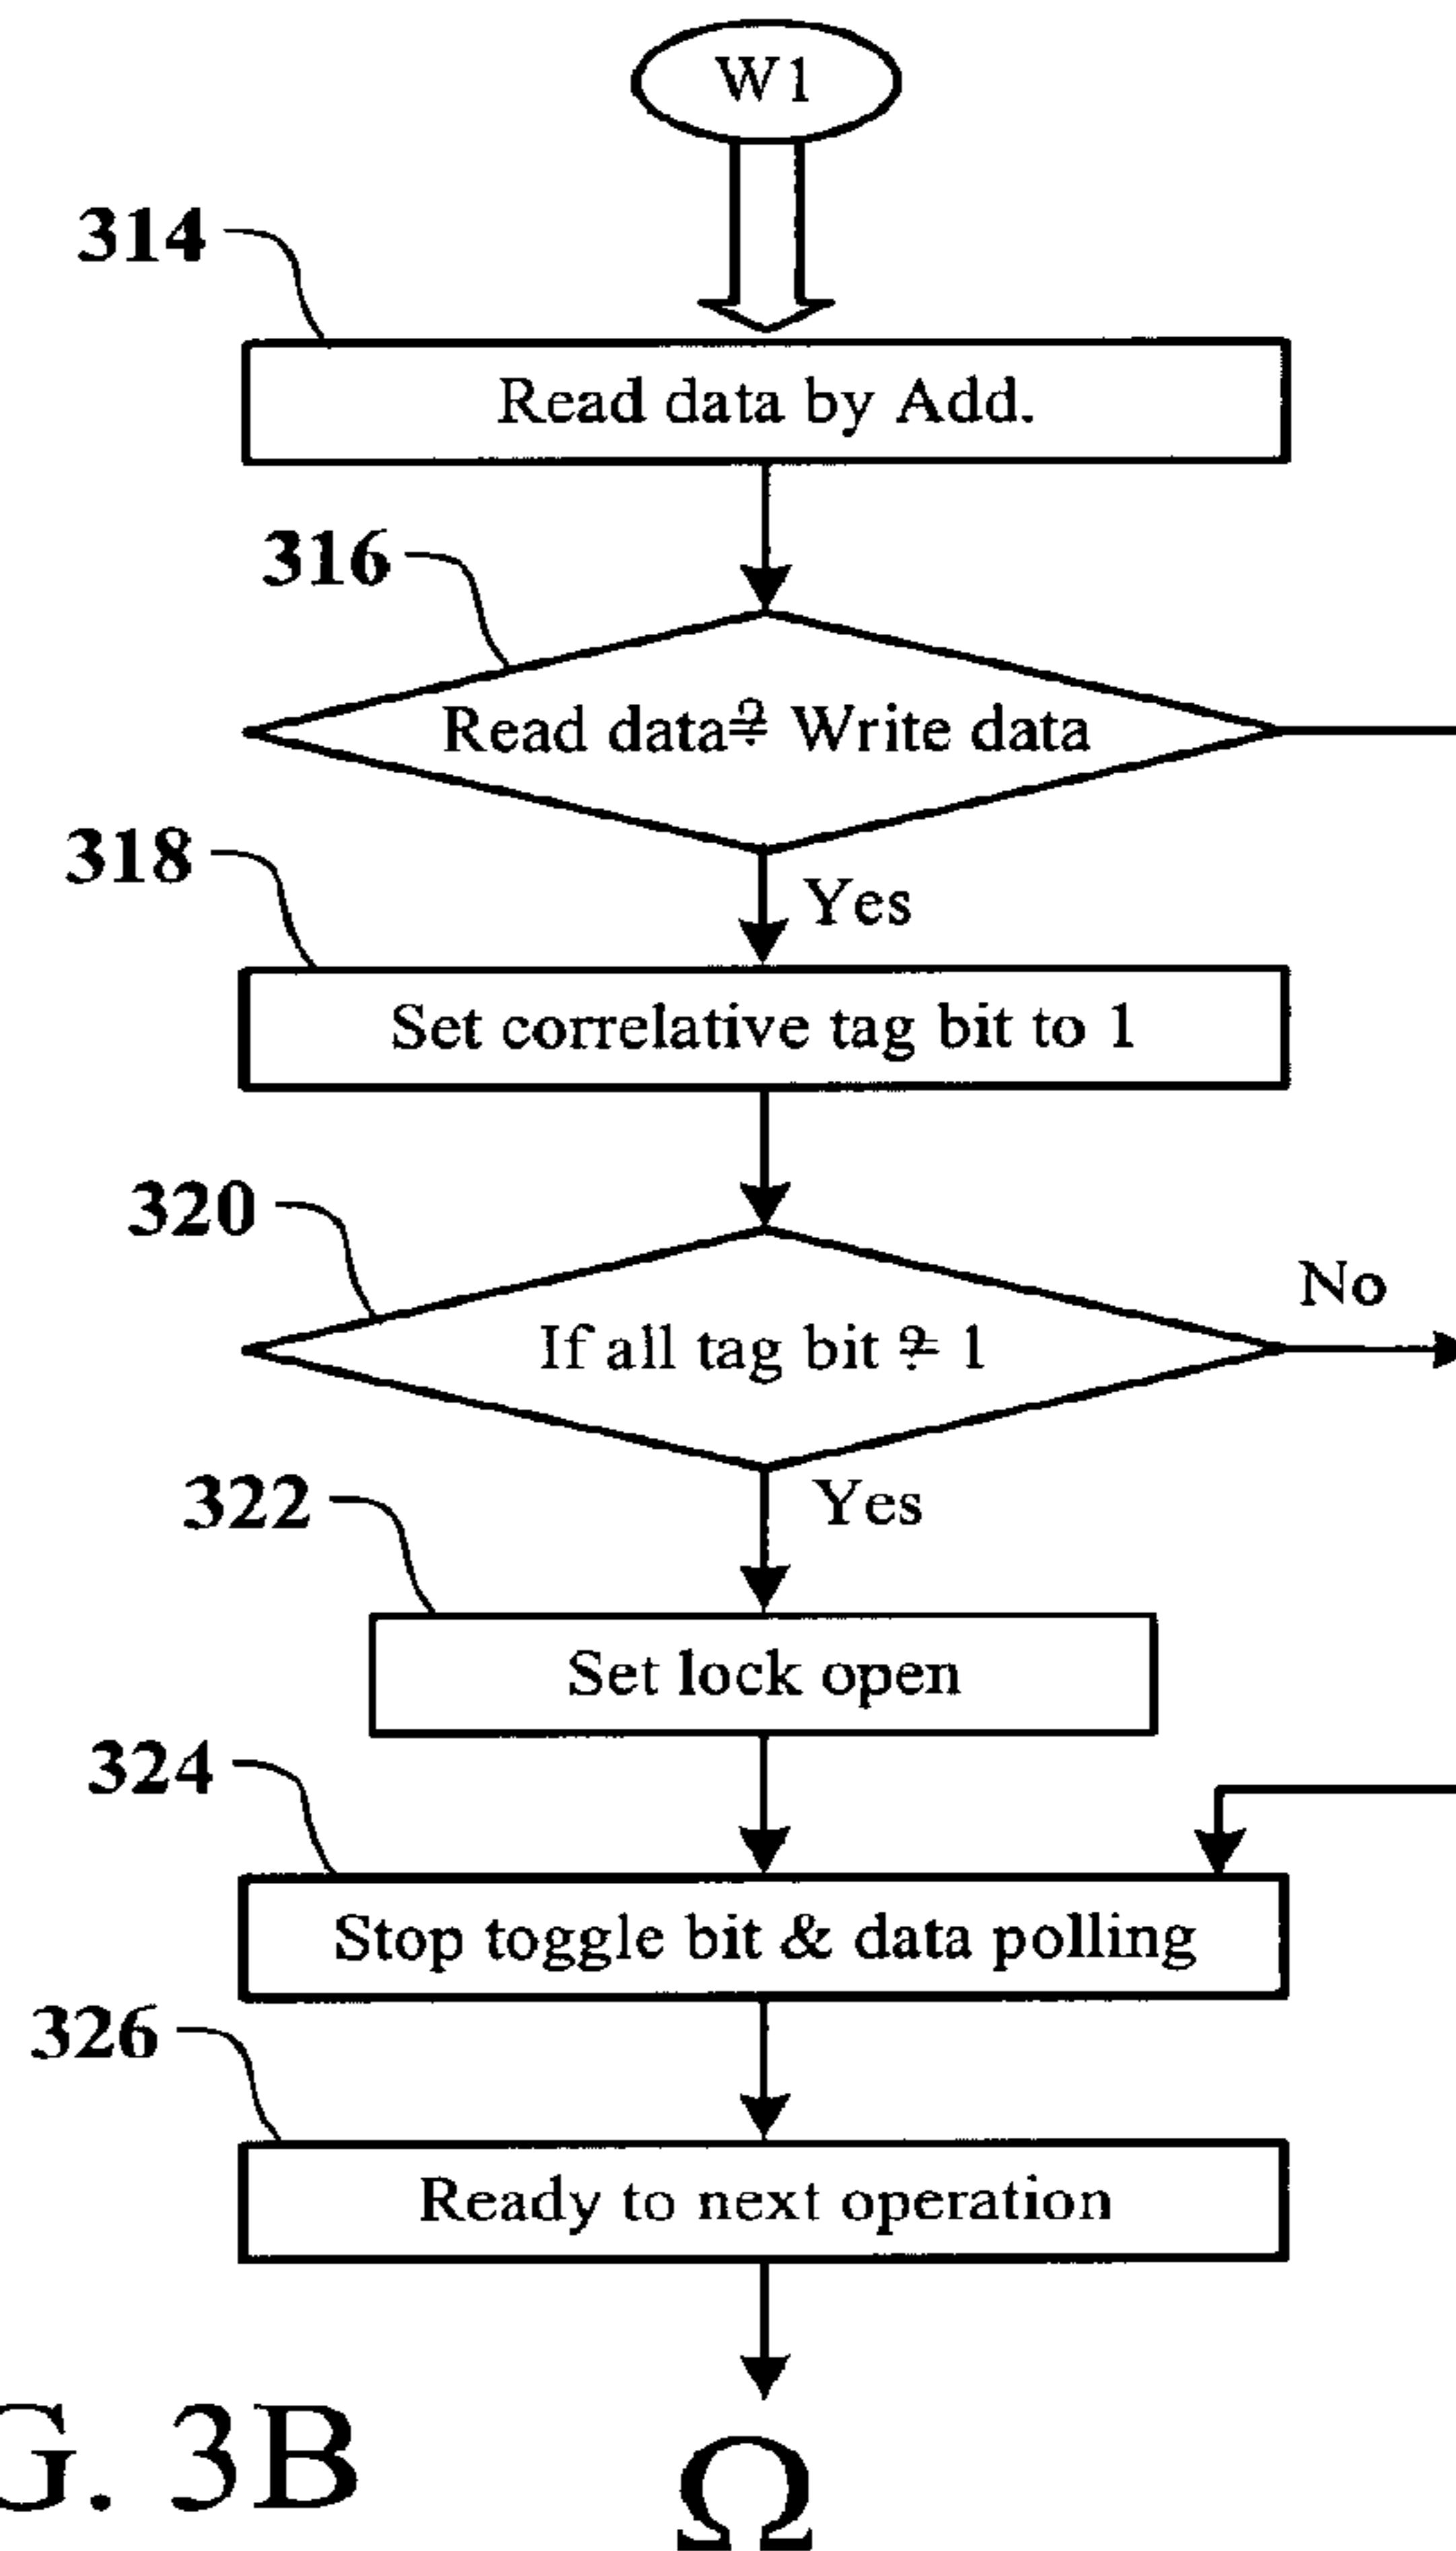 W1
314
Read data by Add.
316
Read data ≟ Write data
318
Yes
Set correlative tag bit to 1
320
No
If all tag bit ≟ 1
322
Yes
Set lock open
324
Stop toggle bit & data polling
326
Ready to next operation
G. 3B
Ω